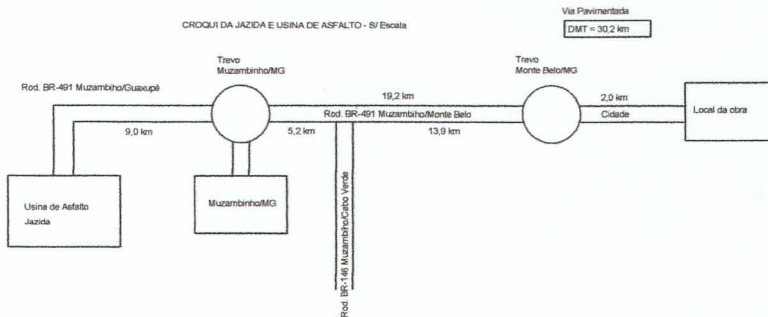 CROQUI DA JAZIDA E USINA DE ASFALTO - S/ Escala
Via Pavimentada
DMT = 30,2 km
Trevo
Muzambinho/MG
Trevo
Monte Belo/MG
Rod. BR-491 Muzambiho/Guaxupé
19,2 km
2,0 km
Rod. BR-491 Muzambiho/Monte Belo
Cidade
Local da obra
9,0 km
5,2 km
13,9 km
Usina de Asfalto
Jazida
Muzambinho/MG
Rod. BR-146 Muzambiho/Cabo Verde